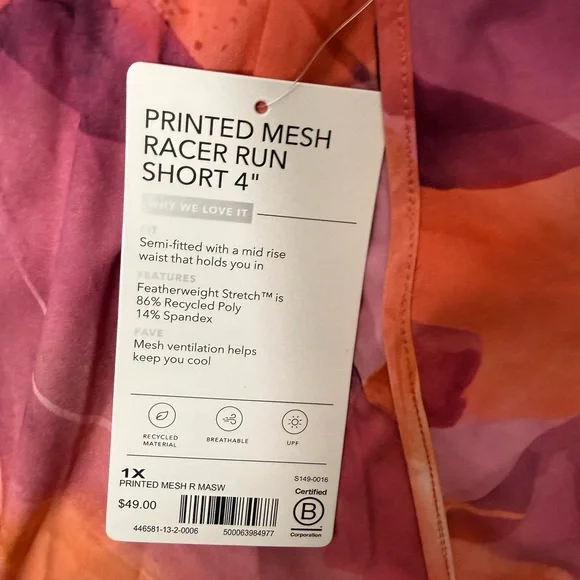 PRINTED MESH
RACER RUN
SHORT 4"
WHY WE LOVE IT
FIT
Semi-fitted with a mid rise
waist that holds you in
FEATURES
Featherweight Stretch™ is
86% Recycled Poly
14% Spandex
FAVE
Mesh ventilation helps
keep you cool
RECYCLED
MATERIAL
BREATHABLE
UPF
1X
S149-0016
PRINTED MESH R MASW
$49.00
446581-13-2-0006
500063984977
Certified
B
Corporation